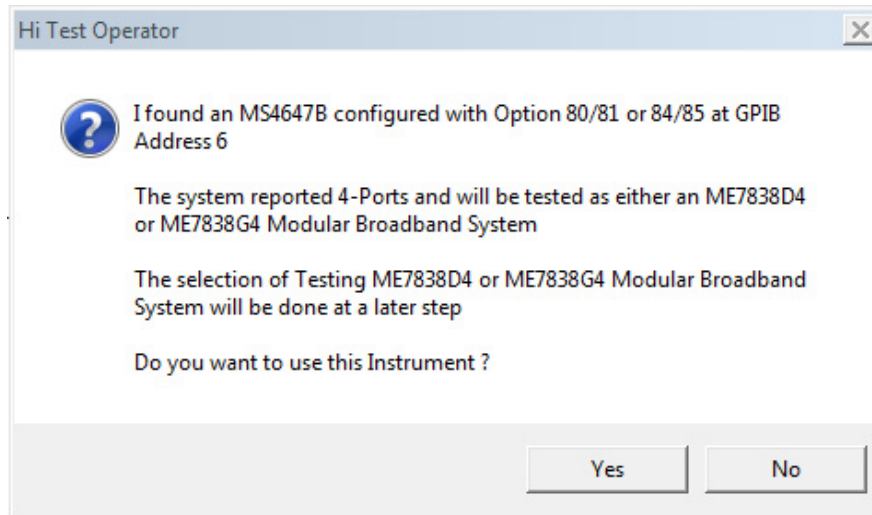 Hi Test Operator
I found an MS4647B configured with Option 80/81 or 84/85 at GPIB
Address 6
The system reported 4-Ports and will be tested as either an ME7838D4
or ME7838G4 Modular Broadband System
The selection of Testing ME7838D4 or ME7838G4 Modular Broadband
System will be done at a later step
Do you want to use this Instrument ?
Yes
No